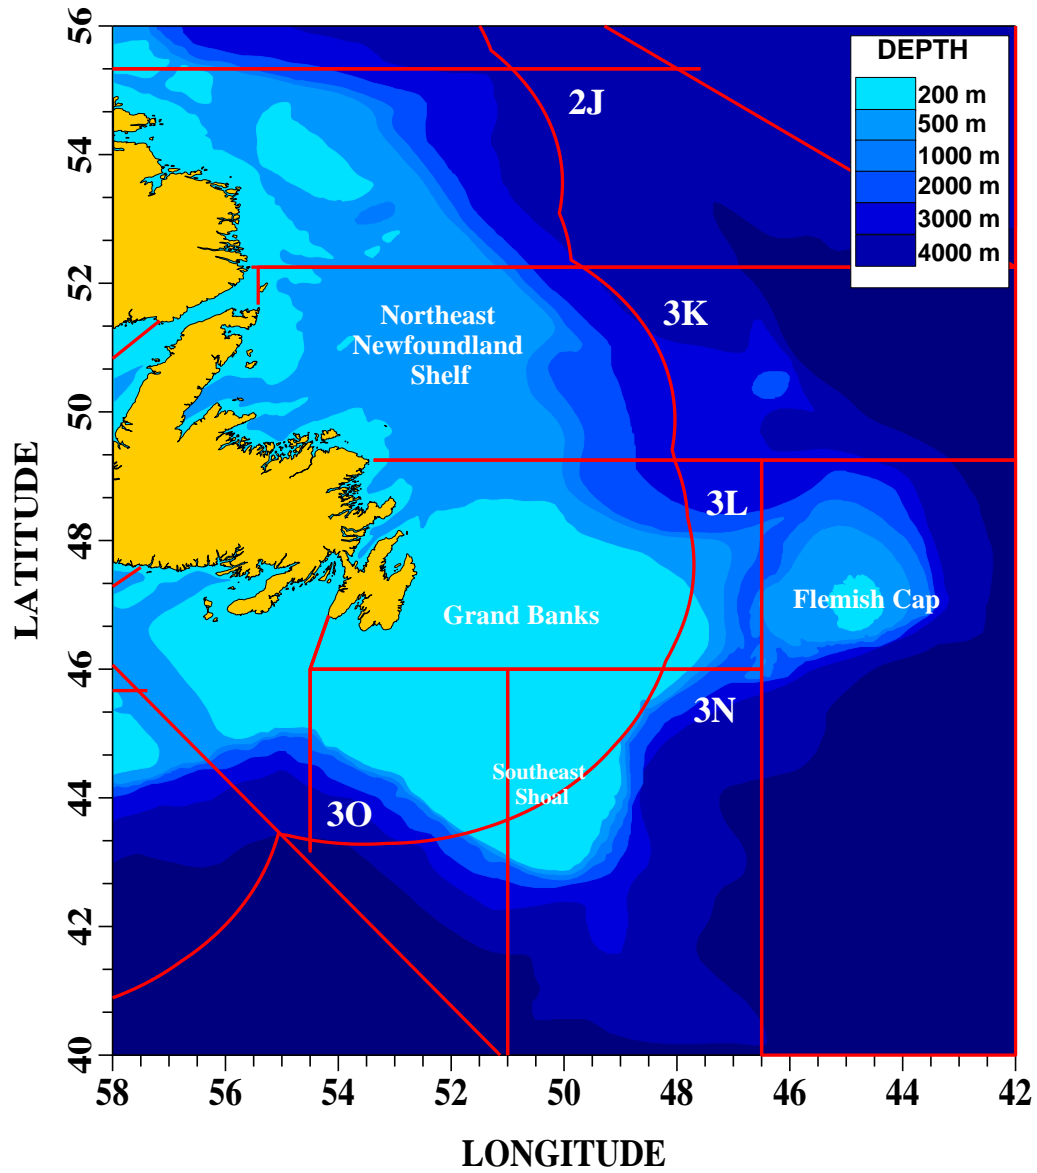 56
54
52
50
48
46
44
42
40
LATITUDE
DEPTH
200 m
500 m
1000 m
2000 m
3000 m
4000 m
2J
3K
Northeast
Newfoundland
Shelf
3L
Flemish Cap
Grand Banks
3N
Southeast
Shoal
3O
58 56 54 52 50 48 46 44 42
LONGITUDE